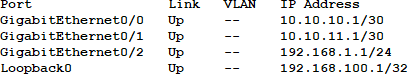 Port Link VLAN IP Address
GigabitEthernet0/0 Up -- 10.10.10.1/30
GigabitEthernet0/1 Up -- 10.10.11.1/30
GigabitEthernet0/2 Up -- 192.168.1.1/24
Loopback0 Up -- 192.168.100.1/32